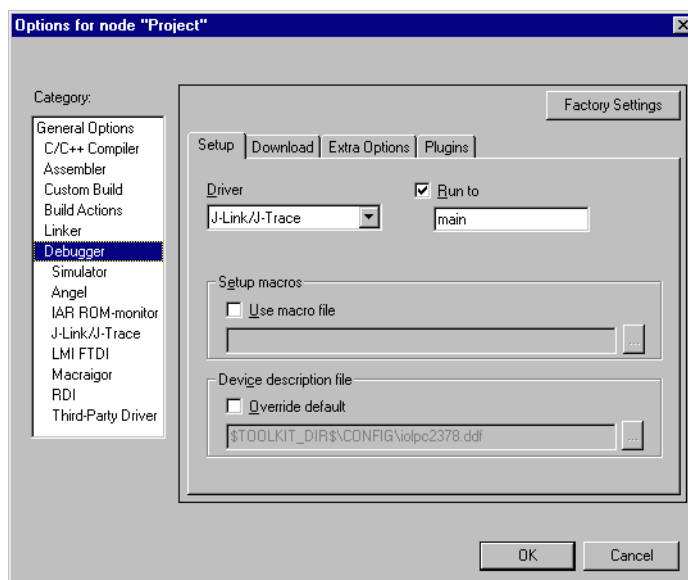 Options for node "Project"
Category:
General Options
C/C++ Compiler
Assembler
Custom Build
Build Actions
Linker
Debugger
Simulator
Angel
IAR ROM-monitor
J-Link/J-Trace
LMI FTDI
Macraigor
RDI
Third-Party Driver
Factory Settings
Setup Download Extra Options Plugins
Driver
J-Link/J-Trace
Run to
main
Setup macros
Use macro file
...
Device description file
Override default
$TOOLKIT_DIR$\CONFIG\iolpc2378.ddf
...
OK Cancel